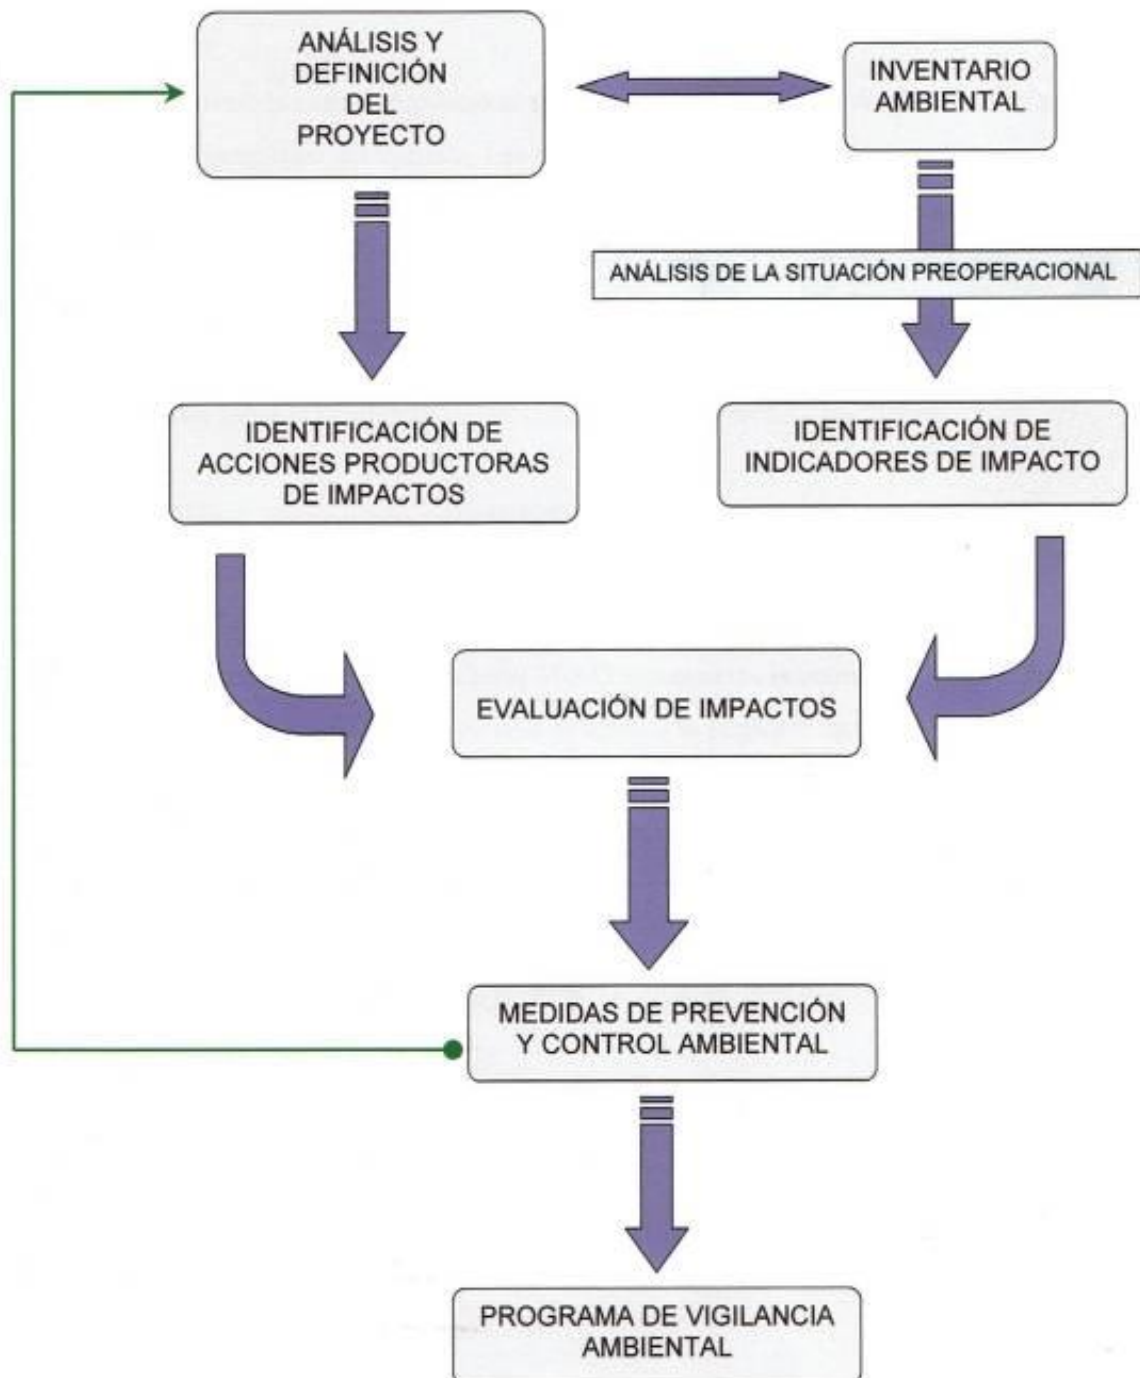 ANÁLISIS Y
DEFINICIÓN
DEL
PROYECTO
INVENTARIO
AMBIENTAL
ANÁLISIS DE LA SITUACIÓN PREOPERACIONAL
IDENTIFICACIÓN DE
ACCIONES PRODUCTORAS
DE IMPACTOS
IDENTIFICACIÓN DE
INDICADORES DE IMPACTO
EVALUACIÓN DE IMPACTOS
MEDIDAS DE PREVENCIÓN
Y CONTROL AMBIENTAL
PROGRAMA DE VIGILANCIA
AMBIENTAL